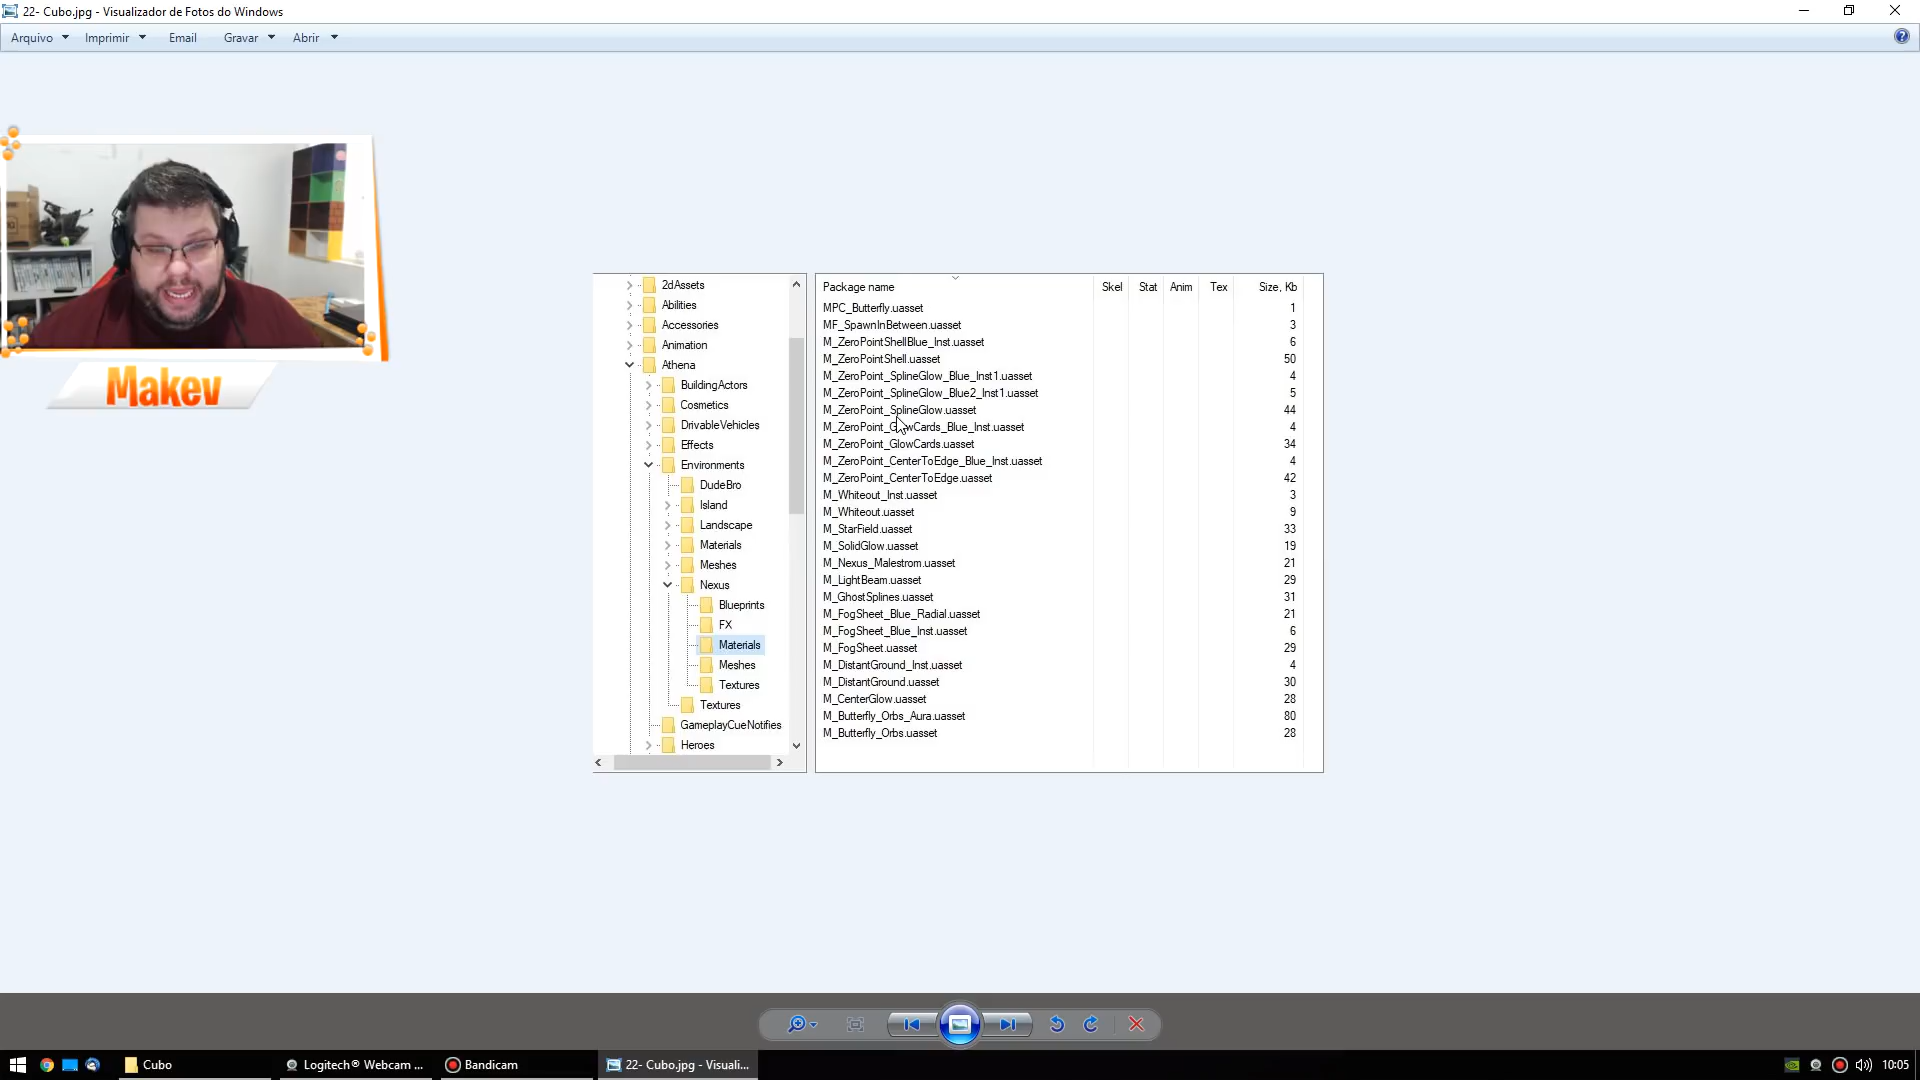 22- Cubo.jpg - Visualizador de Fotos do Windows
Arquivo Imprimir Email Gravar Abrir
Makev
2dAssets
Abilities
Accessories
Animation
Athena
BuildingActors
Cosmetics
DrivableVehicles
Effects
Environments
DudeBro
Island
Landscape
Materials
Meshes
Nexus
Blueprints
FX
Materials
Meshes
Textures
Textures
GameplayCueNotifies
Heroes
Package name Skel Stat Anim Tex Size, Kb
MPC_Butterfly.uasset 1
MF_SpawnInBetween.uasset 3
M_ZeroPointShellBlue_Inst.uasset 6
M_ZeroPointShell.uasset 50
M_ZeroPoint_SplineGlow_Blue_Inst1.uasset 4
M_ZeroPoint_SplineGlow_Blue2_Inst1.uasset 5
M_ZeroPoint_SplineGlow.uasset 44
M_ZeroPoint_GlowCards_Blue_Inst.uasset 4
M_ZeroPoint_GlowCards.uasset 34
M_ZeroPoint_CenterToEdge_Blue_Inst.uasset 4
M_ZeroPoint_CenterToEdge.uasset 42
M_Whiteout_Inst.uasset 3
M_Whiteout.uasset 9
M_StarField.uasset 33
M_SolidGlow.uasset 19
M_Nexus_Malestrom.uasset 21
M_LightBeam.uasset 29
M_GhostSplines.uasset 31
M_FogSheet_Blue_Radial.uasset 21
M_FogSheet_Blue_Inst.uasset 6
M_FogSheet.uasset 29
M_DistantGround_Inst.uasset 4
M_DistantGround.uasset 30
M_CenterGlow.uasset 28
M_Butterfly_Orbs_Aura.uasset 80
M_Butterfly_Orbs.uasset 28
Cubo
Logitech® Webcam ...
Bandicam
22- Cubo.jpg - Visuali...
10:05